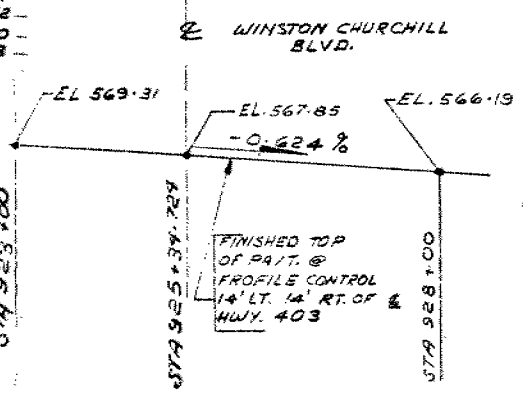 ℄ WINSTON CHURCHILL
BLVD.
EL 569.31
EL. 567.85
EL. 566.19
-0.624 %
FINISHED TOP
OF PA/T. @
PROFILE CONTROL
14' LT. 14' RT. OF ℄
HWY. 403
STA 923+00
STA 925+34.729
STA 928+00